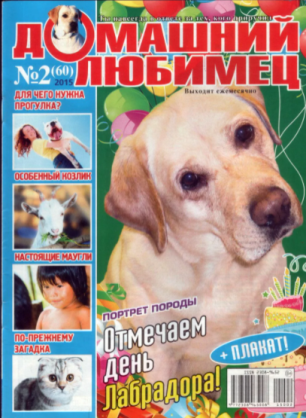 ДОМАШНИЙ
ЛЮБИМЕЦ
№2(60)
2015
Выходит ежемесячно
ДЛЯ ЧЕГО НУЖНА
ПРОГУЛКА?
ОСОБЕННЫЙ КОЗЛИК
НАСТОЯЩИЕ МАУГЛИ
ПО-ПРЕЖНЕМУ
ЗАГАДКА
ПОРТРЕТ ПОРОДЫ
Отмечаем
день
Лабрадора!
+ ПЛАКАТ!